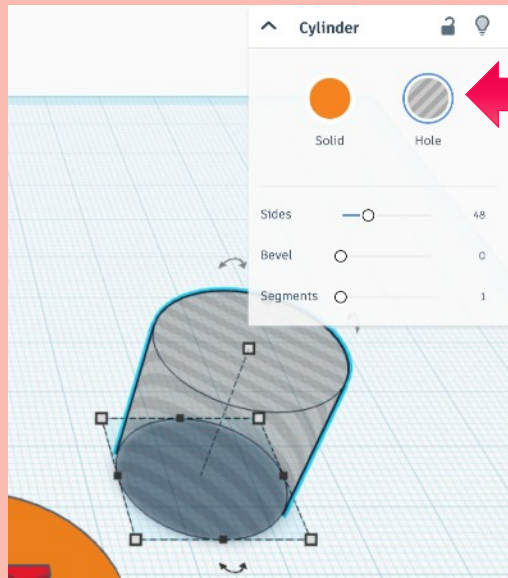 Cylinder
Solid Hole
Sides 48
Bevel 0
Segments 1